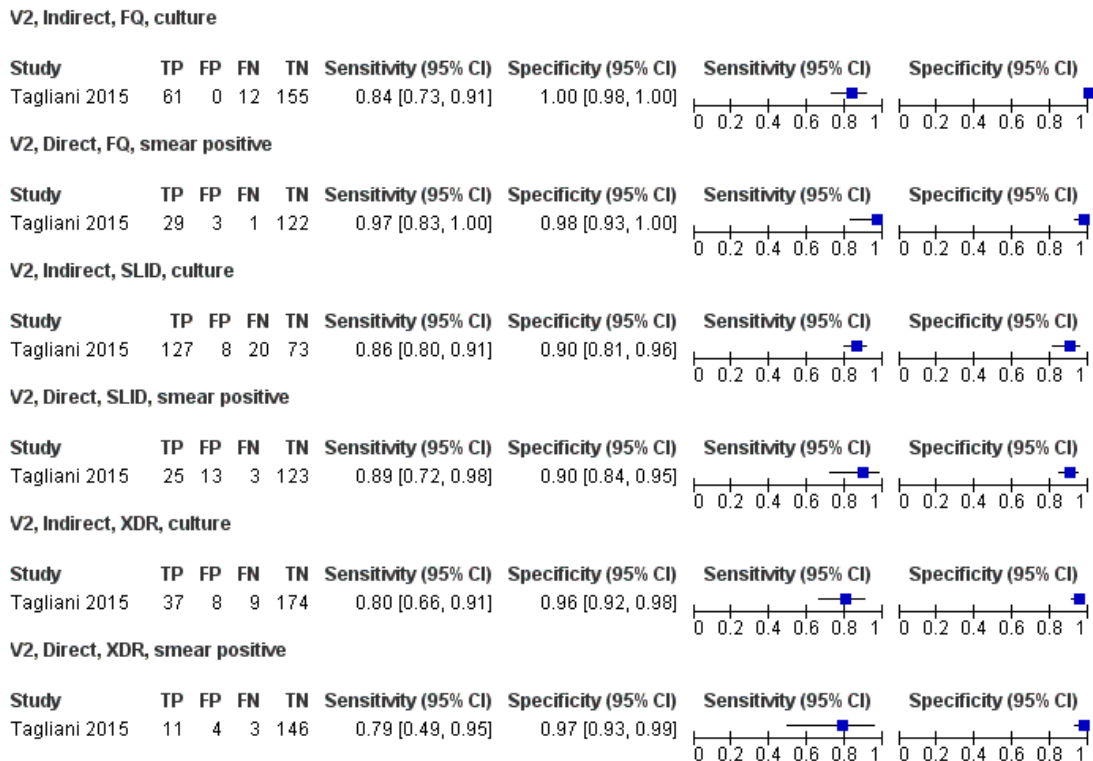 V2, Indirect, FQ, culture
Study TP FP FN TN Sensitivity (95% CI) Specificity (95% CI) Sensitivity (95% CI) Specificity (95% CI)
Tagliani 2015 61 0 12 155 0.84 [0.73, 0.91] 1.00 [0.98, 1.00]
0 0.2 0.4 0.6 0.8 1 0 0.2 0.4 0.6 0.8 1
V2, Direct, FQ, smear positive
Study TP FP FN TN Sensitivity (95% CI) Specificity (95% CI) Sensitivity (95% CI) Specificity (95% CI)
Tagliani 2015 29 3 1 122 0.97 [0.83, 1.00] 0.98 [0.93, 1.00]
0 0.2 0.4 0.6 0.8 1 0 0.2 0.4 0.6 0.8 1
V2, Indirect, SLID, culture
Study TP FP FN TN Sensitivity (95% CI) Specificity (95% CI) Sensitivity (95% CI) Specificity (95% CI)
Tagliani 2015 127 8 20 73 0.86 [0.80, 0.91] 0.90 [0.81, 0.96]
0 0.2 0.4 0.6 0.8 1 0 0.2 0.4 0.6 0.8 1
V2, Direct, SLID, smear positive
Study TP FP FN TN Sensitivity (95% CI) Specificity (95% CI) Sensitivity (95% CI) Specificity (95% CI)
Tagliani 2015 25 13 3 123 0.89 [0.72, 0.98] 0.90 [0.84, 0.95]
0 0.2 0.4 0.6 0.8 1 0 0.2 0.4 0.6 0.8 1
V2, Indirect, XDR, culture
Study TP FP FN TN Sensitivity (95% CI) Specificity (95% CI) Sensitivity (95% CI) Specificity (95% CI)
Tagliani 2015 37 8 9 174 0.80 [0.66, 0.91] 0.96 [0.92, 0.98]
0 0.2 0.4 0.6 0.8 1 0 0.2 0.4 0.6 0.8 1
V2, Direct, XDR, smear positive
Study TP FP FN TN Sensitivity (95% CI) Specificity (95% CI) Sensitivity (95% CI) Specificity (95% CI)
Tagliani 2015 11 4 3 146 0.79 [0.49, 0.95] 0.97 [0.93, 0.99]
0 0.2 0.4 0.6 0.8 1 0 0.2 0.4 0.6 0.8 1